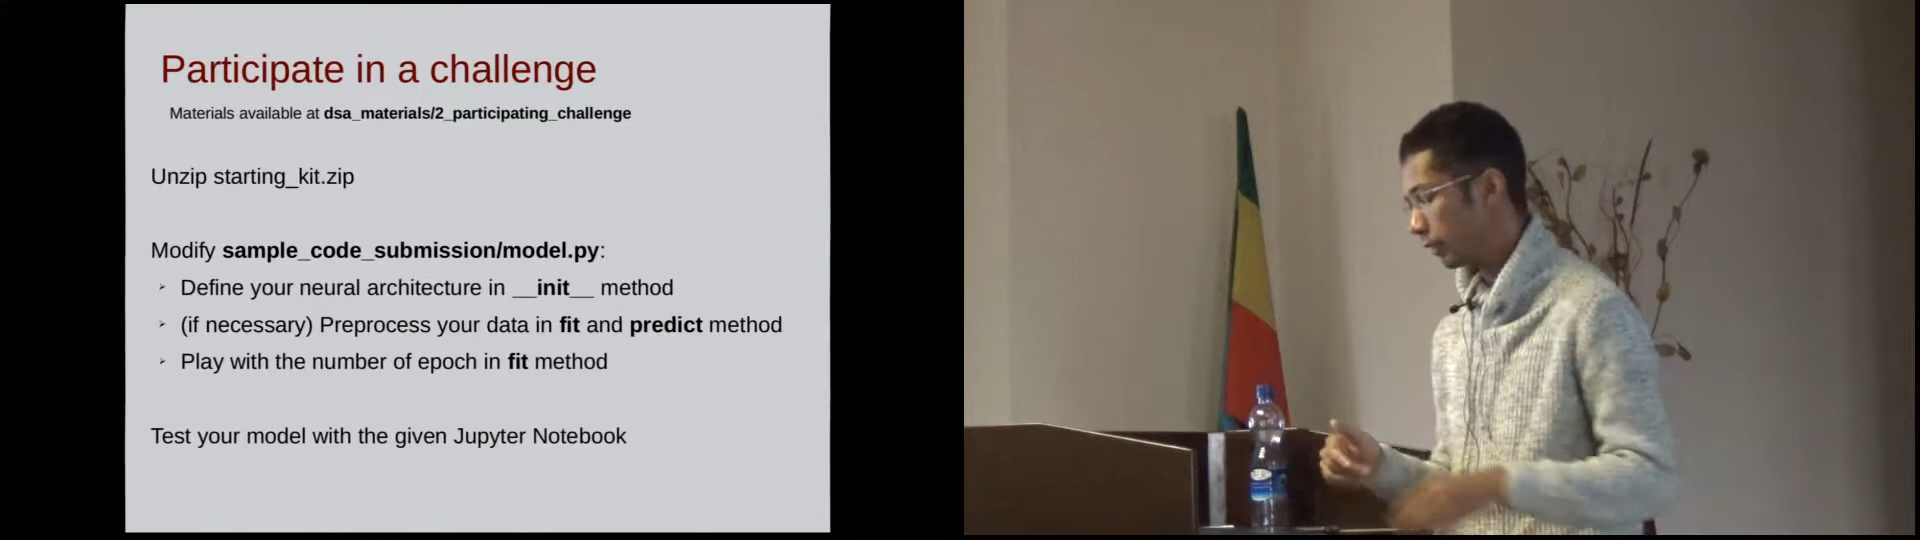 Participate in a challenge
Materials available at dsa_materials/2_participating_challenge
Unzip starting_kit.zip
Modify sample_code_submission/model.py:
Define your neural architecture in __init__ method
(if necessary) Preprocess your data in fit and predict method
Play with the number of epoch in fit method
Test your model with the given Jupyter Notebook